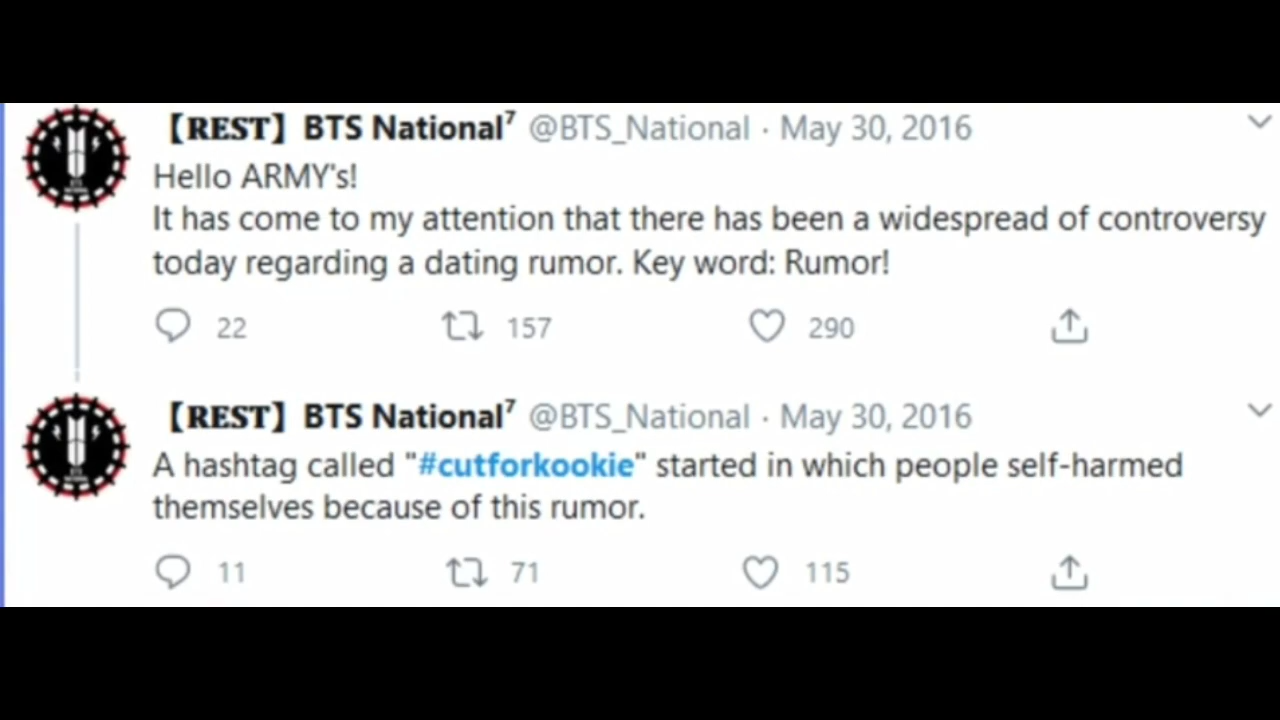 【REST】 BTS National⁷ @BTS_National · May 30, 2016
Hello ARMY's!
It has come to my attention that there has been a widespread of controversy
today regarding a dating rumor. Key word: Rumor!
22 157 290
【REST】 BTS National⁷ @BTS_National · May 30, 2016
A hashtag called "#cutforkookie" started in which people self-harmed
themselves because of this rumor.
11 71 115